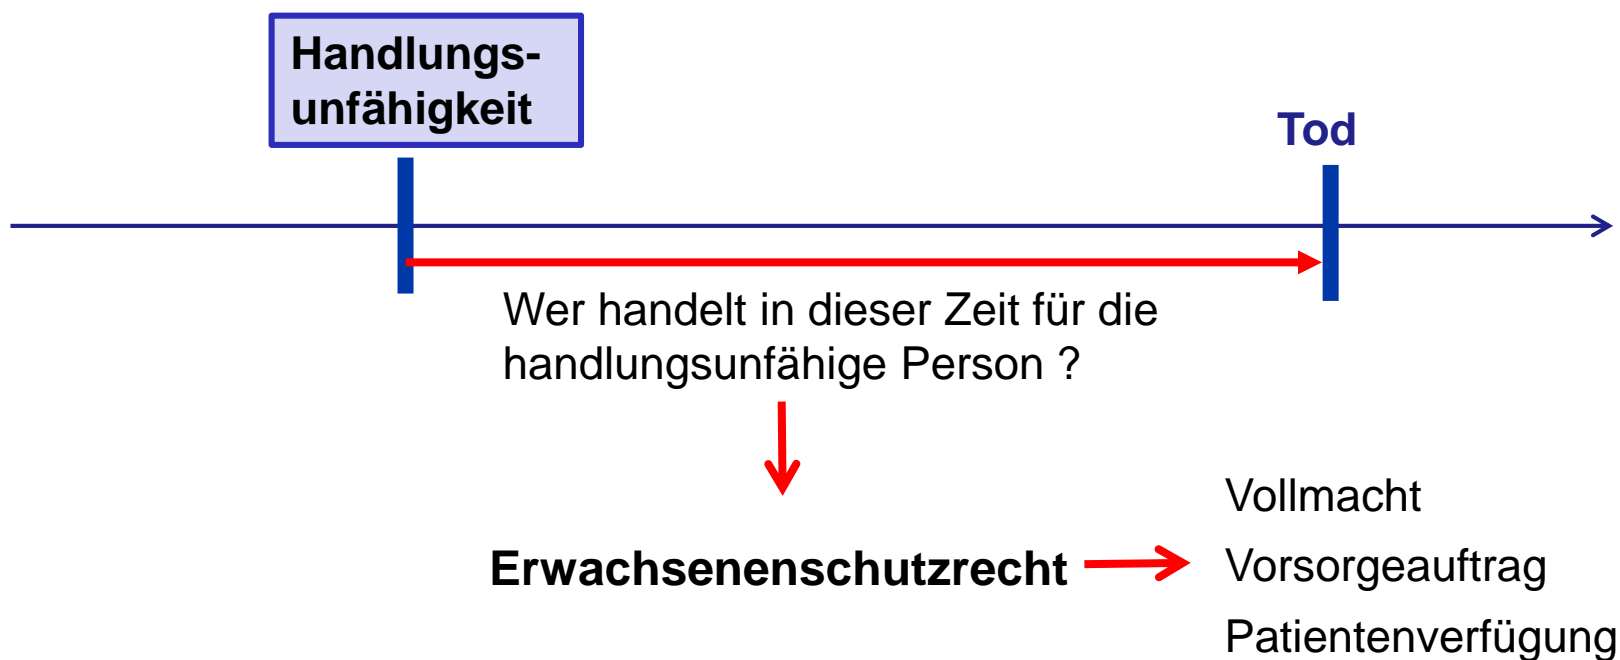 Handlungs-
unfähigkeit
Tod
Wer handelt in dieser Zeit für die
handlungsunfähige Person ?
Erwachsenenschutzrecht
Vollmacht
Vorsorgeauftrag
Patientenverfügung